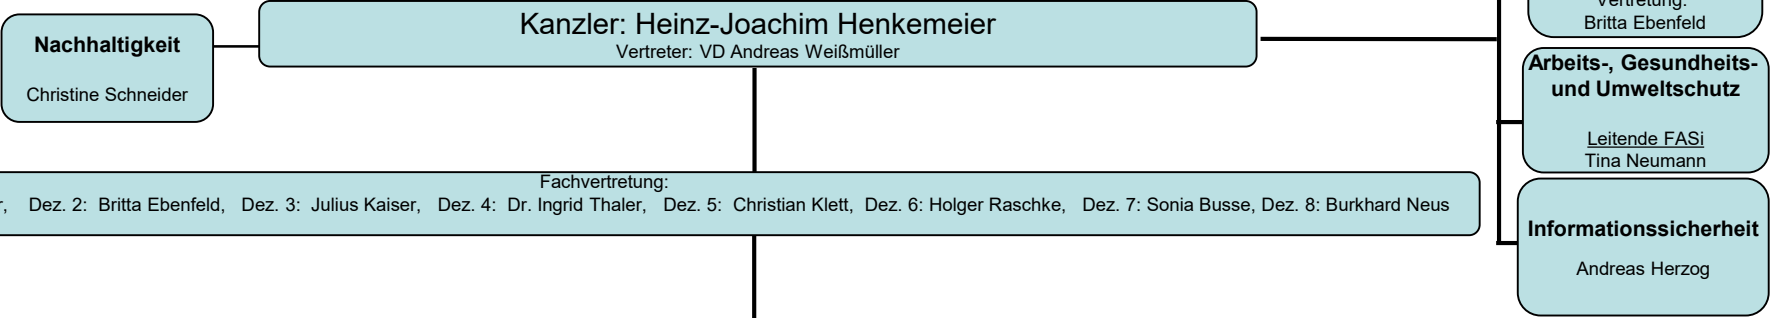 Kanzler: Heinz-Joachim Henkemeier
Vertreter: VD Andreas Weißmüller
Nachhaltigkeit
Christine Schneider
Vertretung:
Britta Ebenfeld
Arbeits-, Gesundheits-
und Umweltschutz
Leitende FASi
Tina Neumann
Fachvertretung:
Dez. 2: Britta Ebenfeld, Dez. 3: Julius Kaiser, Dez. 4: Dr. Ingrid Thaler, Dez. 5: Christian Klett, Dez. 6: Holger Raschke, Dez. 7: Sonia Busse, Dez. 8: Burkhard Neus
Informationssicherheit
Andreas Herzog